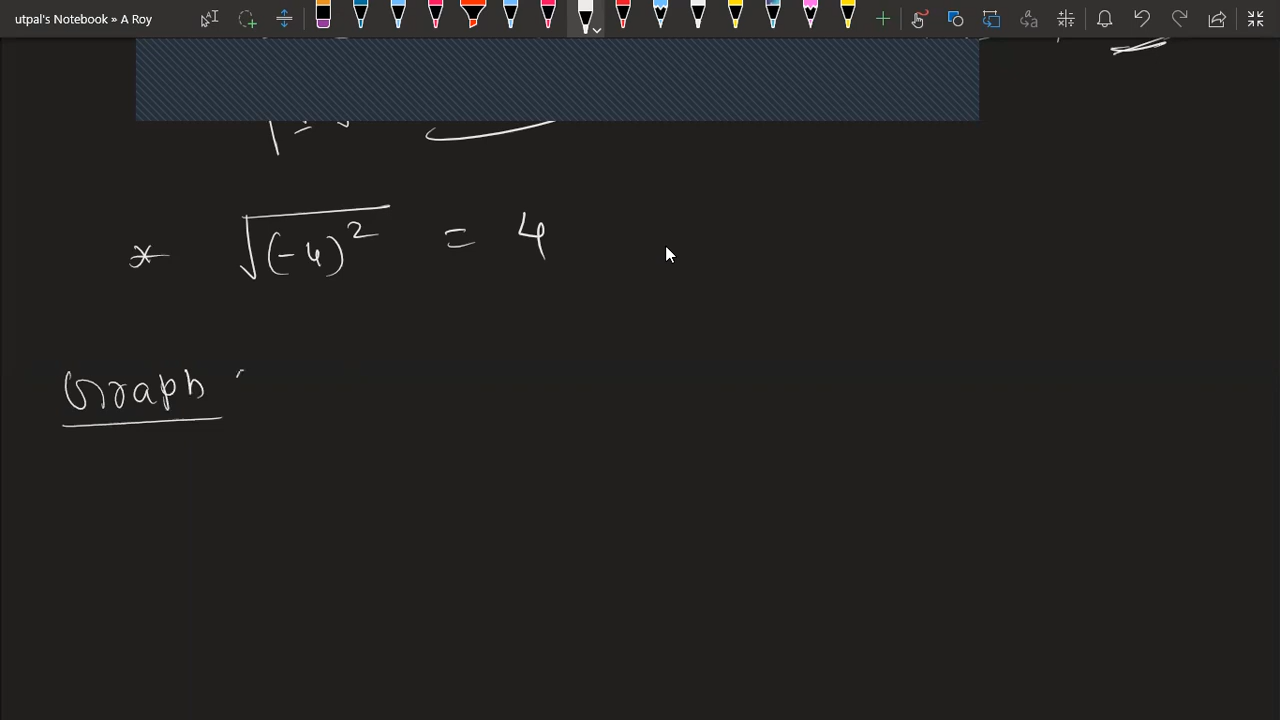 utpal's Notebook » A Roy
* √(-4)² = 4
Graph